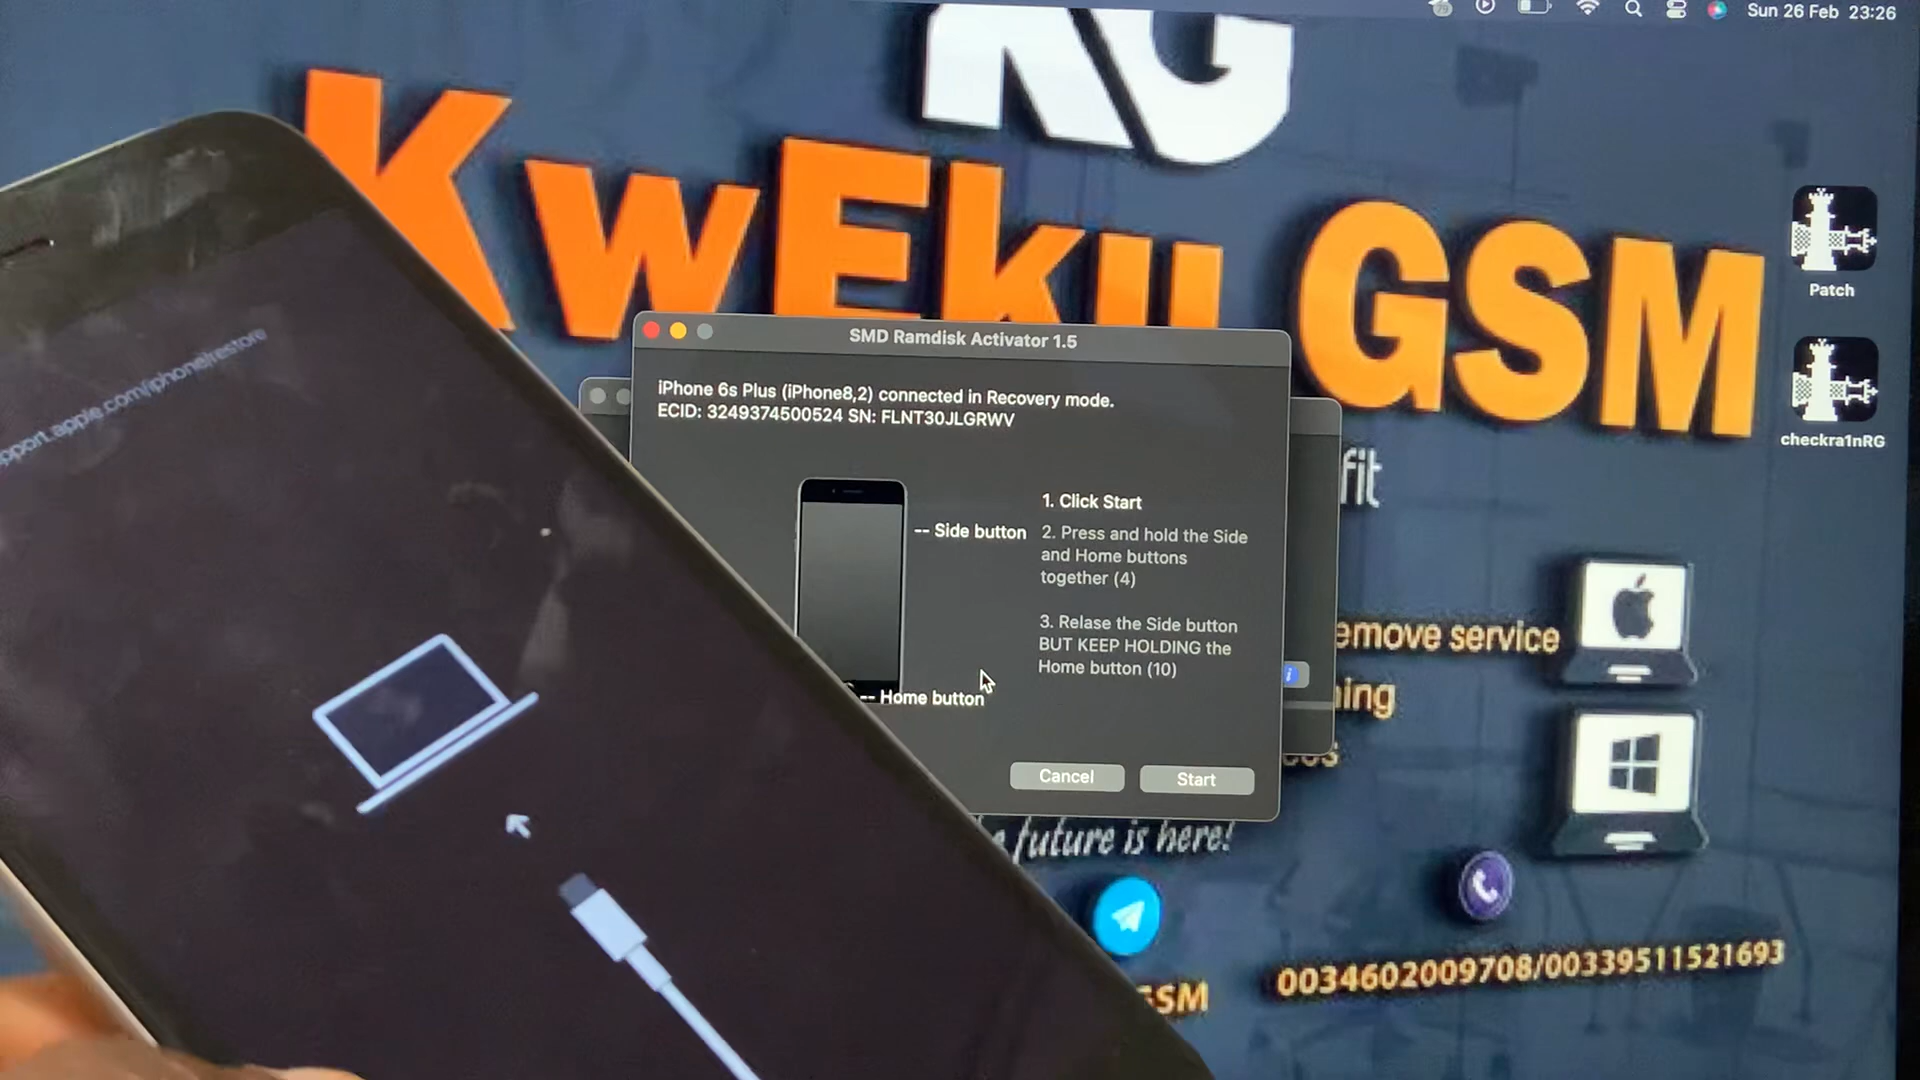 Sun 26 Feb 23:26
KG
KwEku GSM
Patch
checkra1nRG
SMD Ramdisk Activator 1.5
iPhone 6s Plus (iPhone8,2) connected in Recovery mode.
ECID: 3249374500524 SN: FLNT30JLGRWV
pport.apple.com/iphone/restore
1. Click Start
-- Side button
2. Press and hold the Side
and Home buttons
together (4)
3. Relase the Side button
BUT KEEP HOLDING the
Home button (10)
-- Home button
Cancel
Start
fit
emove service
ing
future is here!
GSM
0034602009708/00339511521693